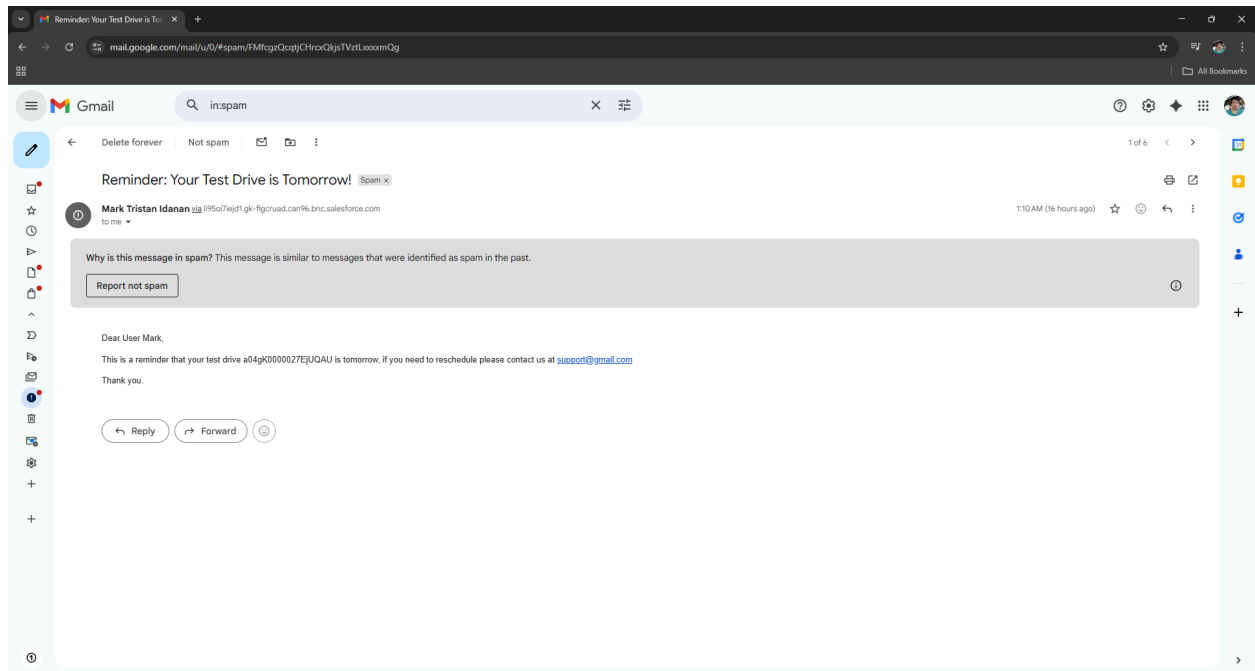 Reminder: Your Test Drive is Tom
mail.google.com/mail/u/0/#spam/FMfcgzQcqtjCHrcxQkjsTVztLxxxxmQg
All Bookmarks
Gmail
in:spam
Delete forever
Not spam
1 of 6
Reminder: Your Test Drive is Tomorrow! Spam ×
Mark Tristan Idanan via li95oi7iejd1.gk-figcruad.can96.bnc.salesforce.com
1:10 AM (16 hours ago)
to me
Why is this message in spam? This message is similar to messages that were identified as spam in the past.
Report not spam
Dear User Mark,
This is a reminder that your test drive a04gK0000027EjUQAU is tomorrow, if you need to reschedule please contact us at support@gmail.com
Thank you.
Reply
Forward